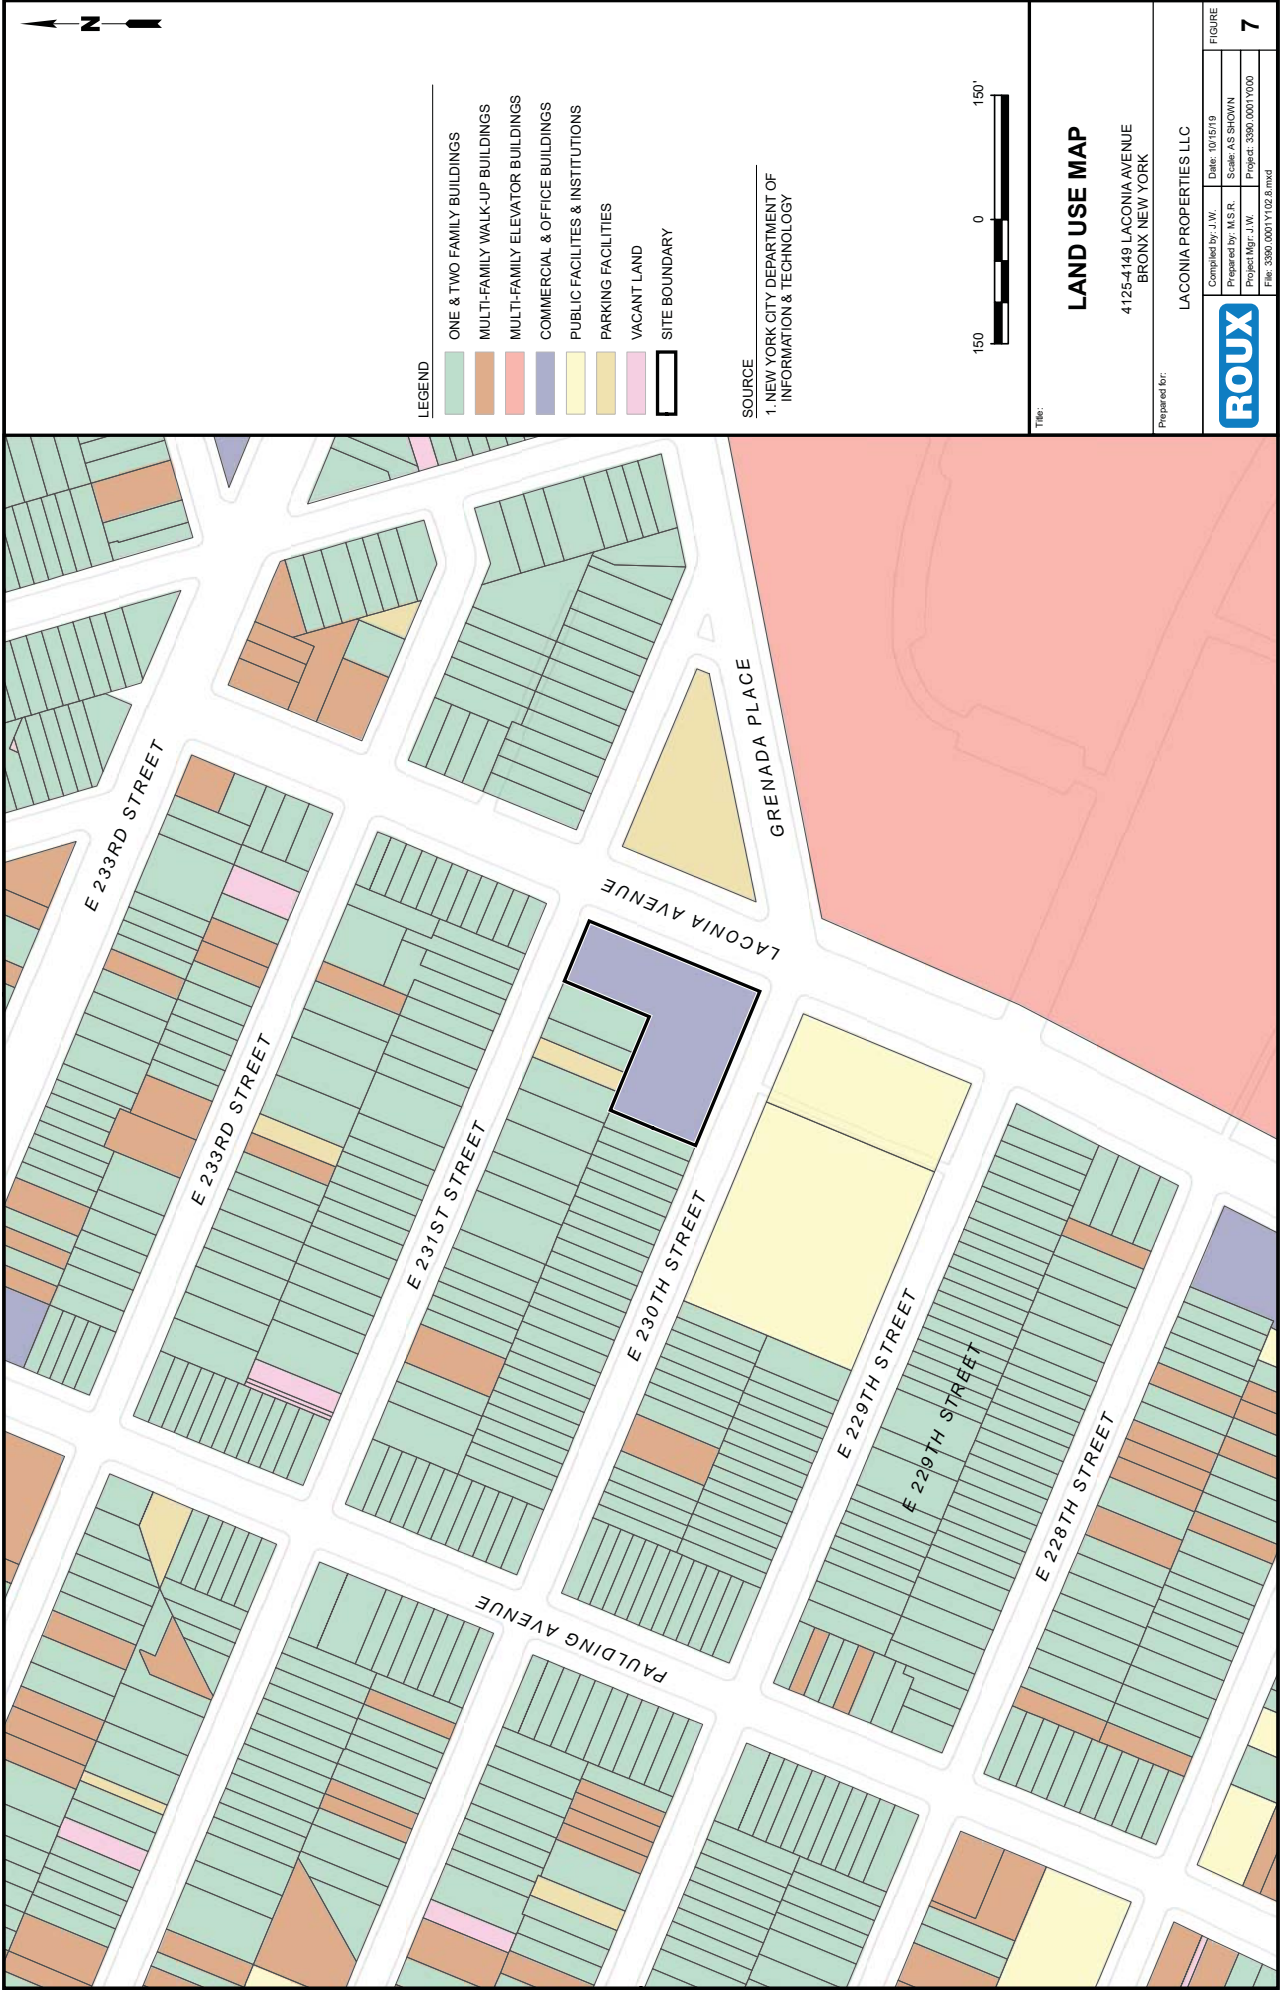 N
LEGEND
ONE & TWO FAMILY BUILDINGS
MULTI-FAMILY WALK-UP BUILDINGS
MULTI-FAMILY ELEVATOR BUILDINGS
COMMERCIAL & OFFICE BUILDINGS
PUBLIC FACILITES & INSTITUTIONS
PARKING FACILITIES
VACANT LAND
SITE BOUNDARY
SOURCE
1. NEW YORK CITY DEPARTMENT OF
INFORMATION & TECHNOLOGY
150 0 150'
Title:
LAND USE MAP
4125-4149 LACONIA AVENUE
BRONX NEW YORK
Prepared for:
LACONIA PROPERTIES LLC
ROUX
Compiled by: J.W. Date: 10/15/19
Prepared by: M.S.R. Scale: AS SHOWN
Project Mgr: J.W. Project: 3390.0001Y000
File: 3390.0001Y102.8.mxd
FIGURE
7
E 233RD STREET
E 233RD STREET
E 231ST STREET
E 230TH STREET
E 229TH STREET
E 229TH STREET
E 228TH STREET
GRENADA PLACE
LACONIA AVENUE
PAULDING AVENUE